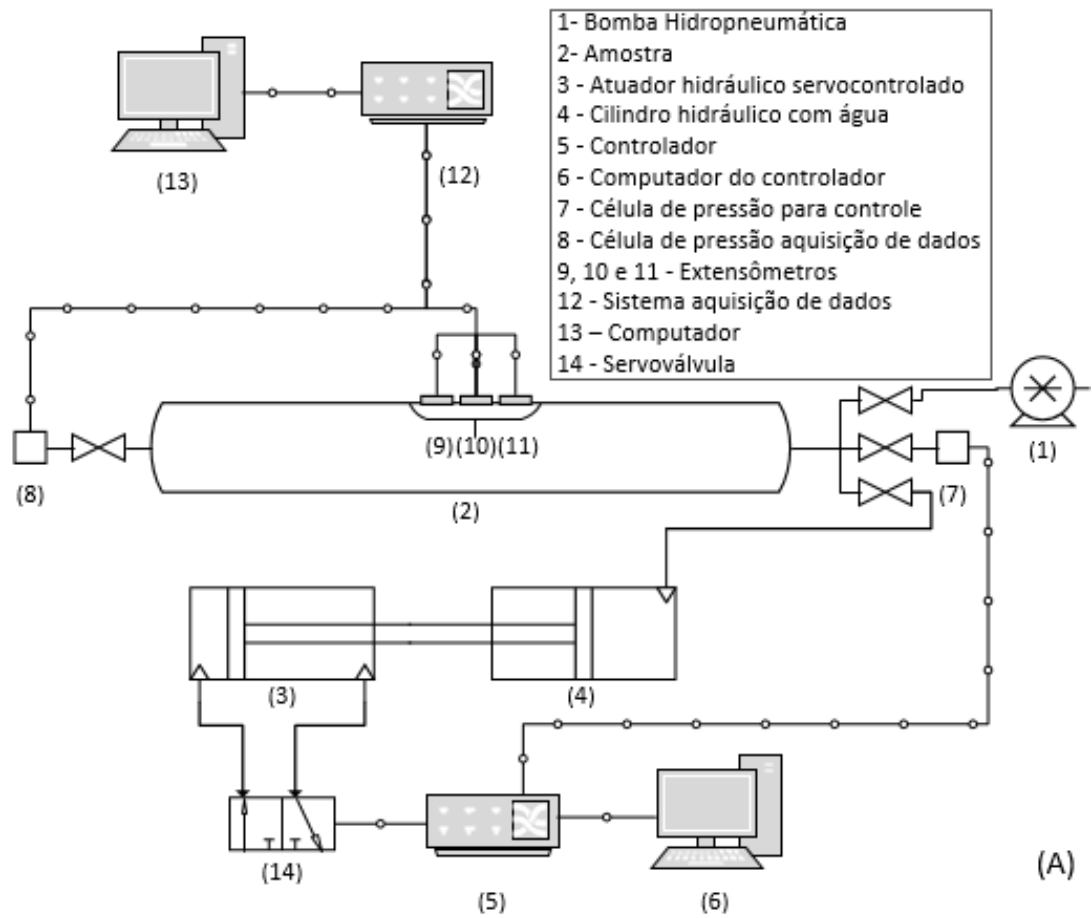 1- Bomba Hidropneumática
2- Amostra
3 - Atuador hidráulico servocontrolado
4 - Cilindro hidráulico com água
5 - Controlador
6 - Computador do controlador
7 - Célula de pressão para controle
8 - Célula de pressão aquisição de dados
9, 10 e 11 - Extensômetros
12 - Sistema aquisição de dados
13 – Computador
14 - Servoválvula
(13)
(12)
(9)(10)(11)
(1)
(8)
(7)
(2)
(3)
(4)
(14)
(5)
(6)
(A)